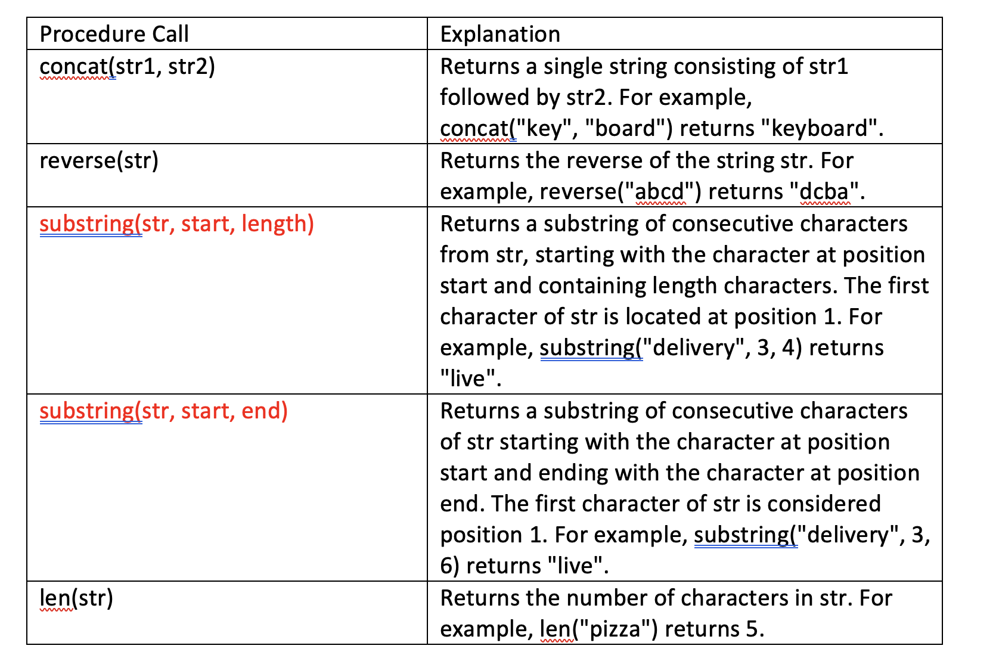 Procedure Call
Explanation
concat(str1, str2)
Returns a single string consisting of str1
followed by str2. For example,
concat("key", "board") returns "keyboard".
reverse(str)
Returns the reverse of the string str. For
example, reverse("abcd") returns "dcba".
substring(str, start, length)
Returns a substring of consecutive characters
from str, starting with the character at position
start and containing length characters. The first
character of str is located at position 1. For
example, substring("delivery", 3, 4) returns
"live".
substring(str, start, end)
Returns a substring of consecutive characters
of str starting with the character at position
start and ending with the character at position
end. The first character of str is considered
position 1. For example, substring("delivery", 3,
6) returns "live".
len(str)
Returns the number of characters in str. For
example, len("pizza") returns 5.